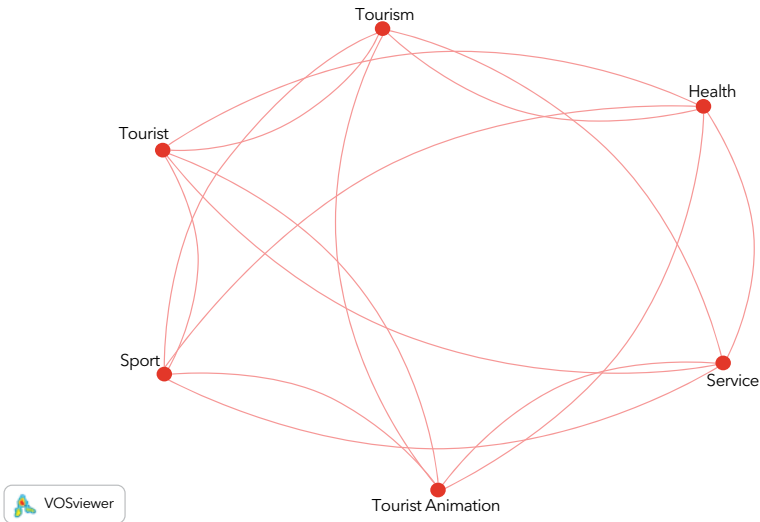 Tourism
Health
Tourist
Sport
Service
Tourist Animation
VOSviewer